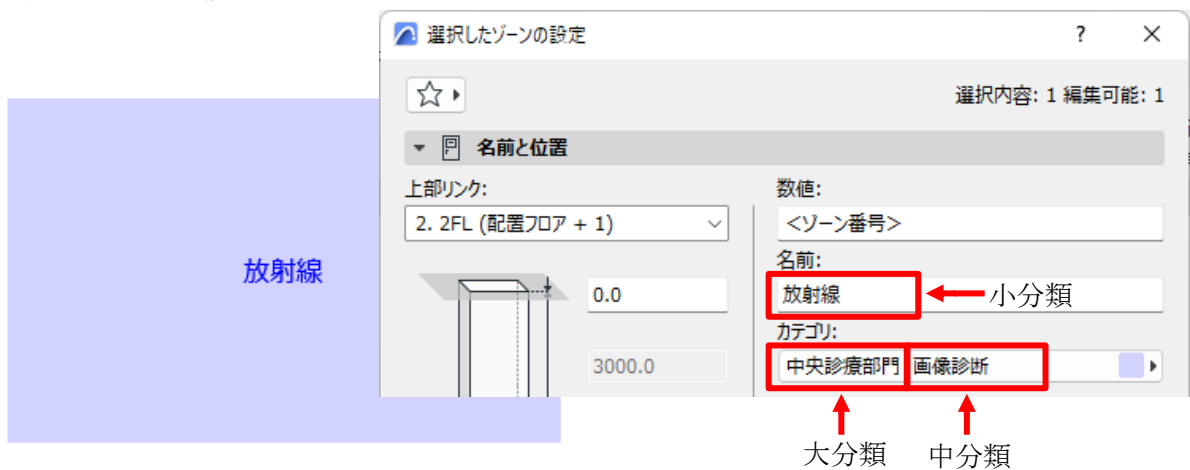 選択したゾーンの設定 ?
選択内容: 1 編集可能: 1
名前と位置
上部リンク:
数値:
2. 2FL (配置フロア + 1)
<ゾーン番号>
名前:
放射線
0.0
放射線
小分類
カテゴリ:
3000.0
中央診療部門 画像診断
大分類 中分類